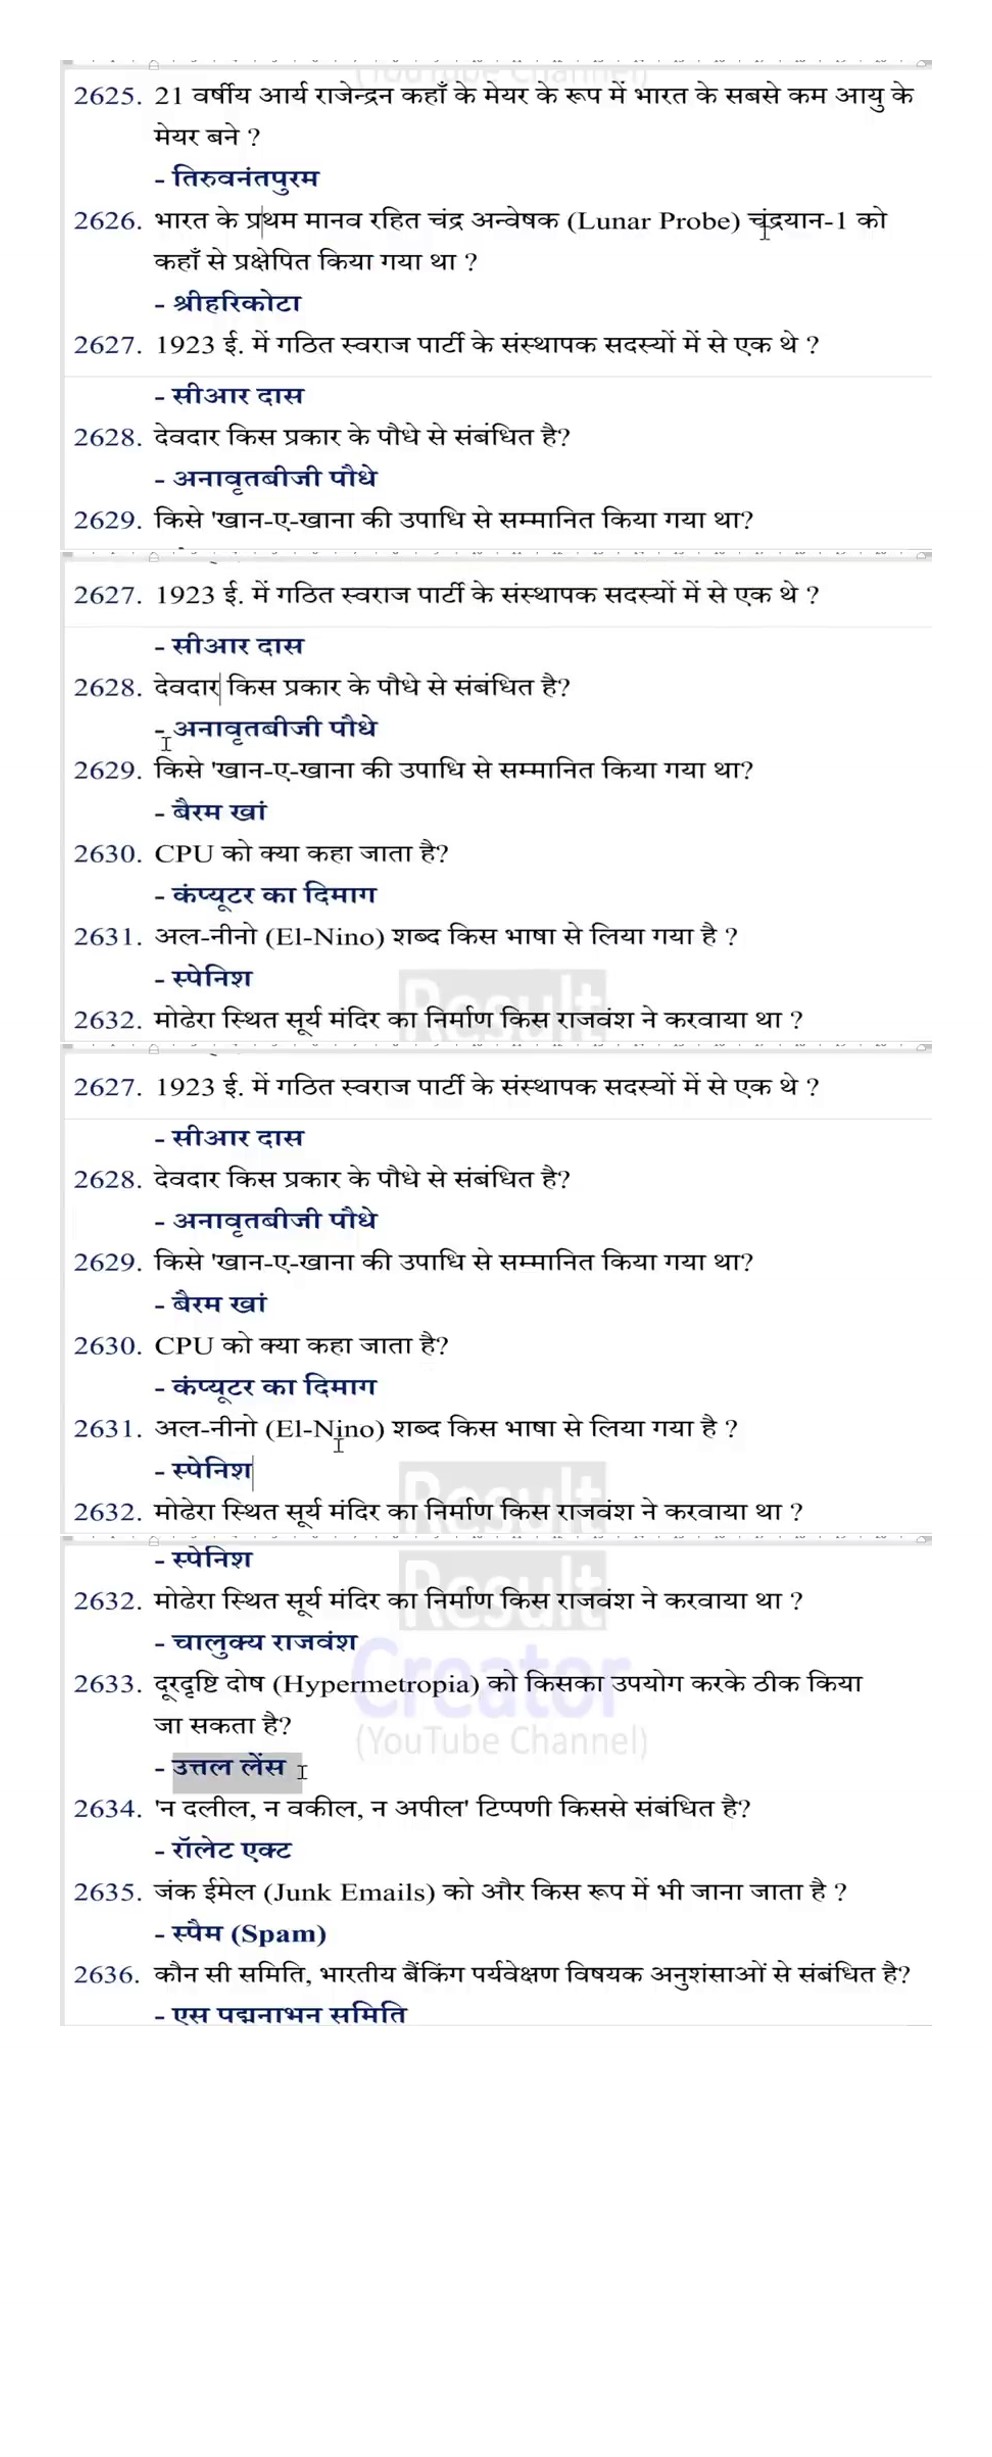 (YouTube Channel)
2625. 21 वर्षीय आर्य राजेन्द्रन कहाँ के मेयर के रूप में भारत के सबसे कम आयु के
मेयर बने ?
- तिरुवनंतपुरम
2626. भारत के प्रथम मानव रहित चंद्र अन्वेषक (Lunar Probe) चंद्रयान-1 को
कहाँ से प्रक्षेपित किया गया था ?
- श्रीहरिकोटा
2627. 1923 ई. में गठित स्वराज पार्टी के संस्थापक सदस्यों में से एक थे ?
- सीआर दास
2628. देवदार किस प्रकार के पौधे से संबंधित है?
- अनावृतबीजी पौधे
2629. किसे 'खान-ए-खाना की उपाधि से सम्मानित किया गया था?
2627. 1923 ई. में गठित स्वराज पार्टी के संस्थापक सदस्यों में से एक थे ?
- सीआर दास
2628. देवदार किस प्रकार के पौधे से संबंधित है?
- अनावृतबीजी पौधे
2629. किसे 'खान-ए-खाना की उपाधि से सम्मानित किया गया था?
- बैरम खां
2630. CPU को क्या कहा जाता है?
- कंप्यूटर का दिमाग
2631. अल-नीनो (El-Nino) शब्द किस भाषा से लिया गया है ?
- स्पेनिश
Result
2632. मोढेरा स्थित सूर्य मंदिर का निर्माण किस राजवंश ने करवाया था ?
2627. 1923 ई. में गठित स्वराज पार्टी के संस्थापक सदस्यों में से एक थे ?
- सीआर दास
2628. देवदार किस प्रकार के पौधे से संबंधित है?
- अनावृतबीजी पौधे
2629. किसे 'खान-ए-खाना की उपाधि से सम्मानित किया गया था?
- बैरम खां
2630. CPU को क्या कहा जाता है?
- कंप्यूटर का दिमाग
2631. अल-नीनो (El-Nino) शब्द किस भाषा से लिया गया है ?
- स्पेनिश
Result
2632. मोढेरा स्थित सूर्य मंदिर का निर्माण किस राजवंश ने करवाया था ?
- स्पेनिश
Result
2632. मोढेरा स्थित सूर्य मंदिर का निर्माण किस राजवंश ने करवाया था ?
- चालुक्य राजवंश
Creator
2633. दूरदृष्टि दोष (Hypermetropia) को किसका उपयोग करके ठीक किया
जा सकता है?
(YouTube Channel)
- उत्तल लेंस
2634. 'न दलील, न वकील, न अपील' टिप्पणी किससे संबंधित है?
- रॉलेट एक्ट
2635. जंक ईमेल (Junk Emails) को और किस रूप में भी जाना जाता है ?
- स्पैम (Spam)
2636. कौन सी समिति, भारतीय बैंकिंग पर्यवेक्षण विषयक अनुशंसाओं से संबंधित है?
- एस पद्मनाभन समिति